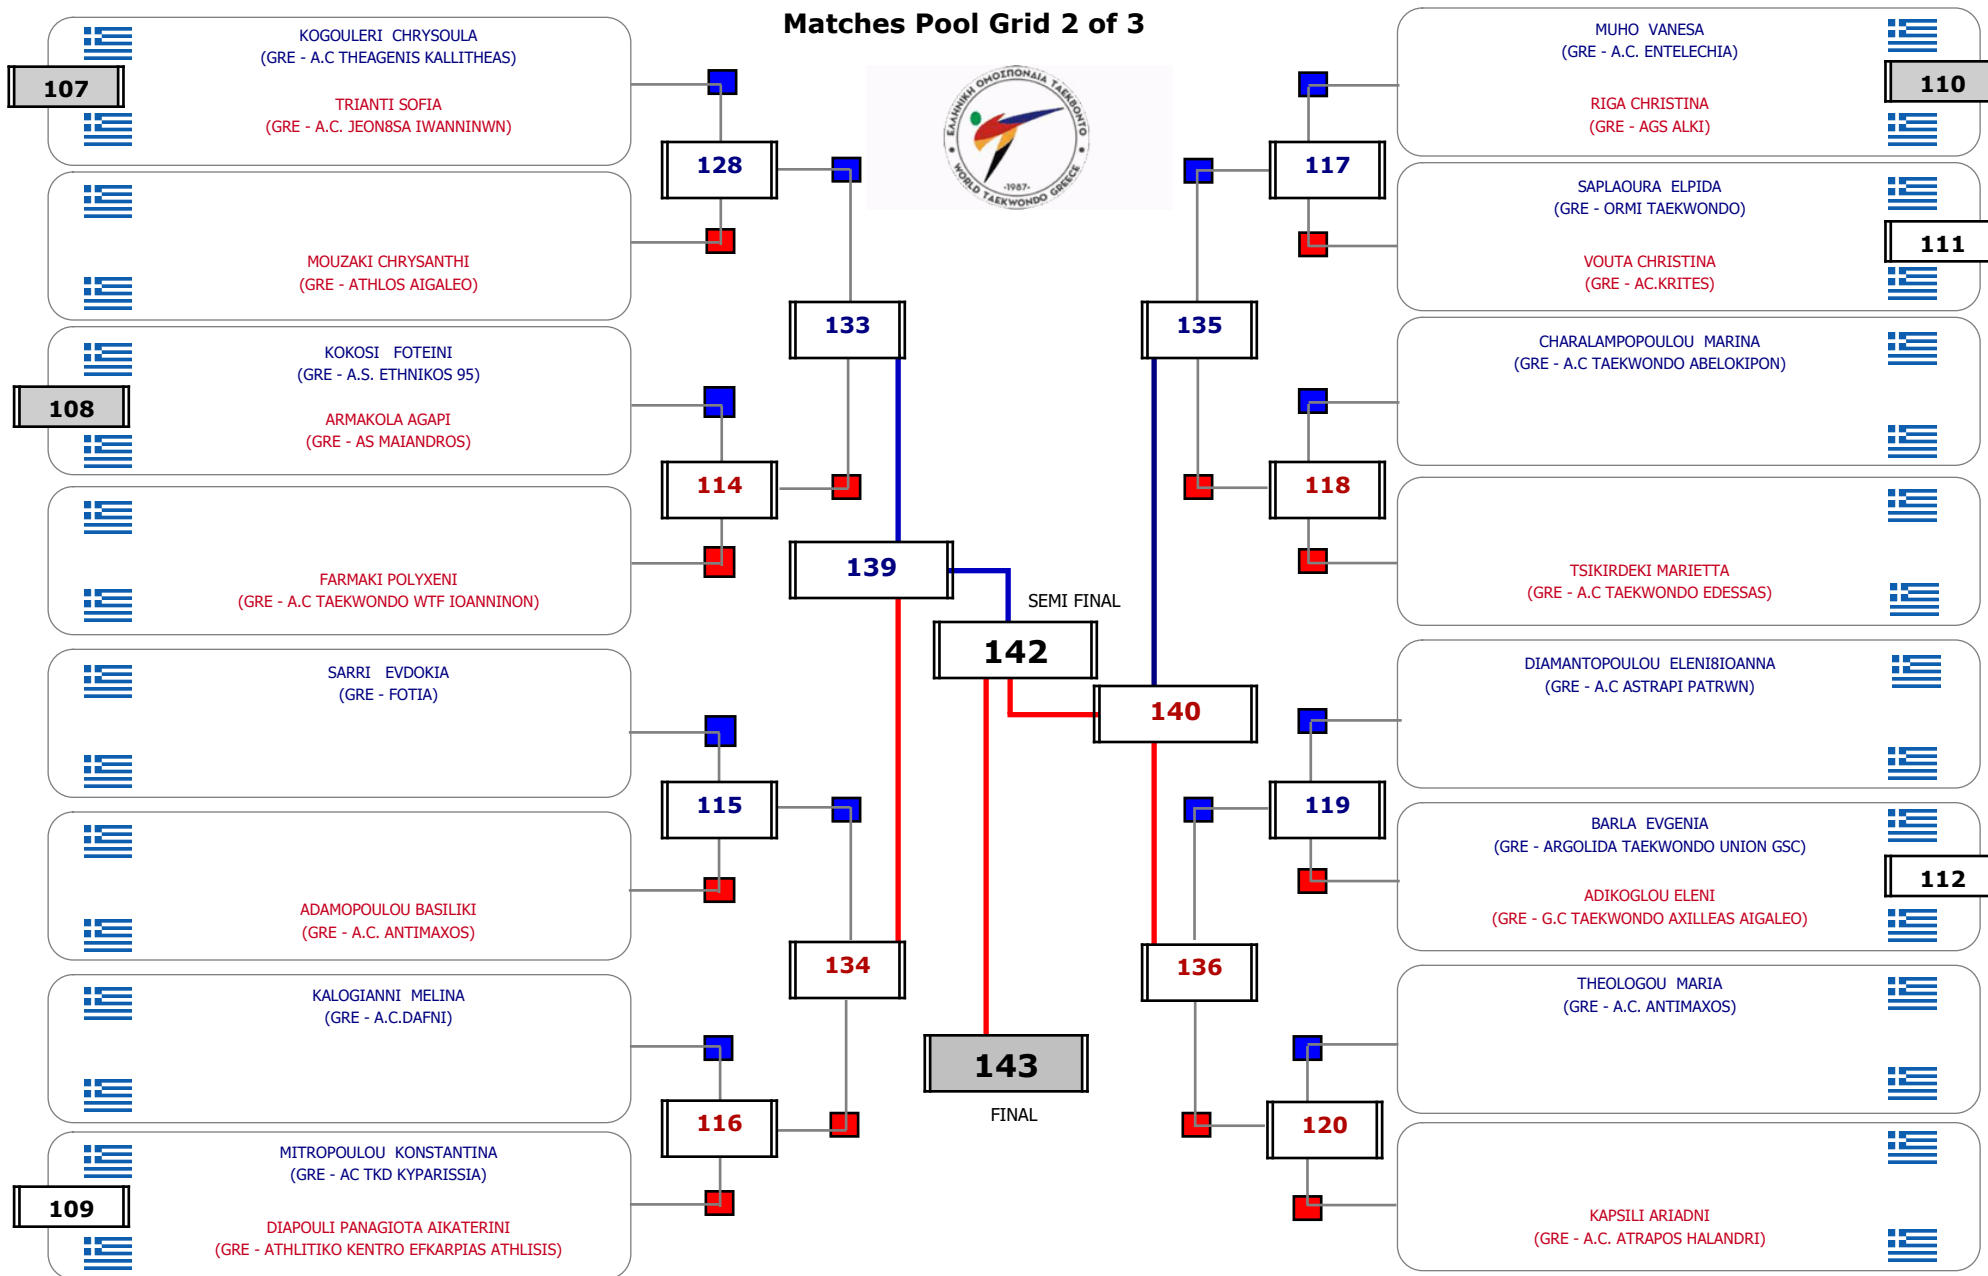 Matches Pool Grid 2 of 3
ΕΛΛΗΝΙΚΗ ΟΜΟΣΠΟΝΔΙΑ ΤΑΕΚΒΟΝΤΟ
-1987-
WORLD TAEKWONDO GREECE
107
KOGOULERI CHRYSOULA
(GRE - A.C THEAGENIS KALLITHEAS)
TRIANTI SOFIA
(GRE - A.C. JEON8SA IWANNINWN)
128
MOUZAKI CHRYSANTHI
(GRE - ATHLOS AIGALEO)
133
108
KOKOSI FOTEINI
(GRE - A.S. ETHNIKOS 95)
ARMAKOLA AGAPI
(GRE - AS MAIANDROS)
114
FARMAKI POLYXENI
(GRE - A.C TAEKWONDO WTF IOANNINON)
139
SARRI EVDOKIA
(GRE - FOTIA)
115
ADAMOPOULOU BASILIKI
(GRE - A.C. ANTIMAXOS)
134
KALOGIANNI MELINA
(GRE - A.C.DAFNI)
116
109
MITROPOULOU KONSTANTINA
(GRE - AC TKD KYPARISSIA)
DIAPOULI PANAGIOTA AIKATERINI
(GRE - ATHLITIKO KENTRO EFKARPIAS ATHLISIS)
SEMI FINAL
142
143
FINAL
MUHO VANESA
(GRE - A.C. ENTELECHIA)
110
RIGA CHRISTINA
(GRE - AGS ALKI)
117
SAPLAOURA ELPIDA
(GRE - ORMI TAEKWONDO)
111
VOUTA CHRISTINA
(GRE - AC.KRITES)
135
CHARALAMPOPOULOU MARINA
(GRE - A.C TAEKWONDO ABELOKIPON)
118
TSIKIRDEKI MARIETTA
(GRE - A.C TAEKWONDO EDESSAS)
140
DIAMANTOPOULOU ELENI8IOANNA
(GRE - A.C ASTRAPI PATRWN)
119
BARLA EVGENIA
(GRE - ARGOLIDA TAEKWONDO UNION GSC)
112
ADIKOGLOU ELENI
(GRE - G.C TAEKWONDO AXILLEAS AIGALEO)
136
THEOLOGOU MARIA
(GRE - A.C. ANTIMAXOS)
120
KAPSILI ARIADNI
(GRE - A.C. ATRAPOS HALANDRI)